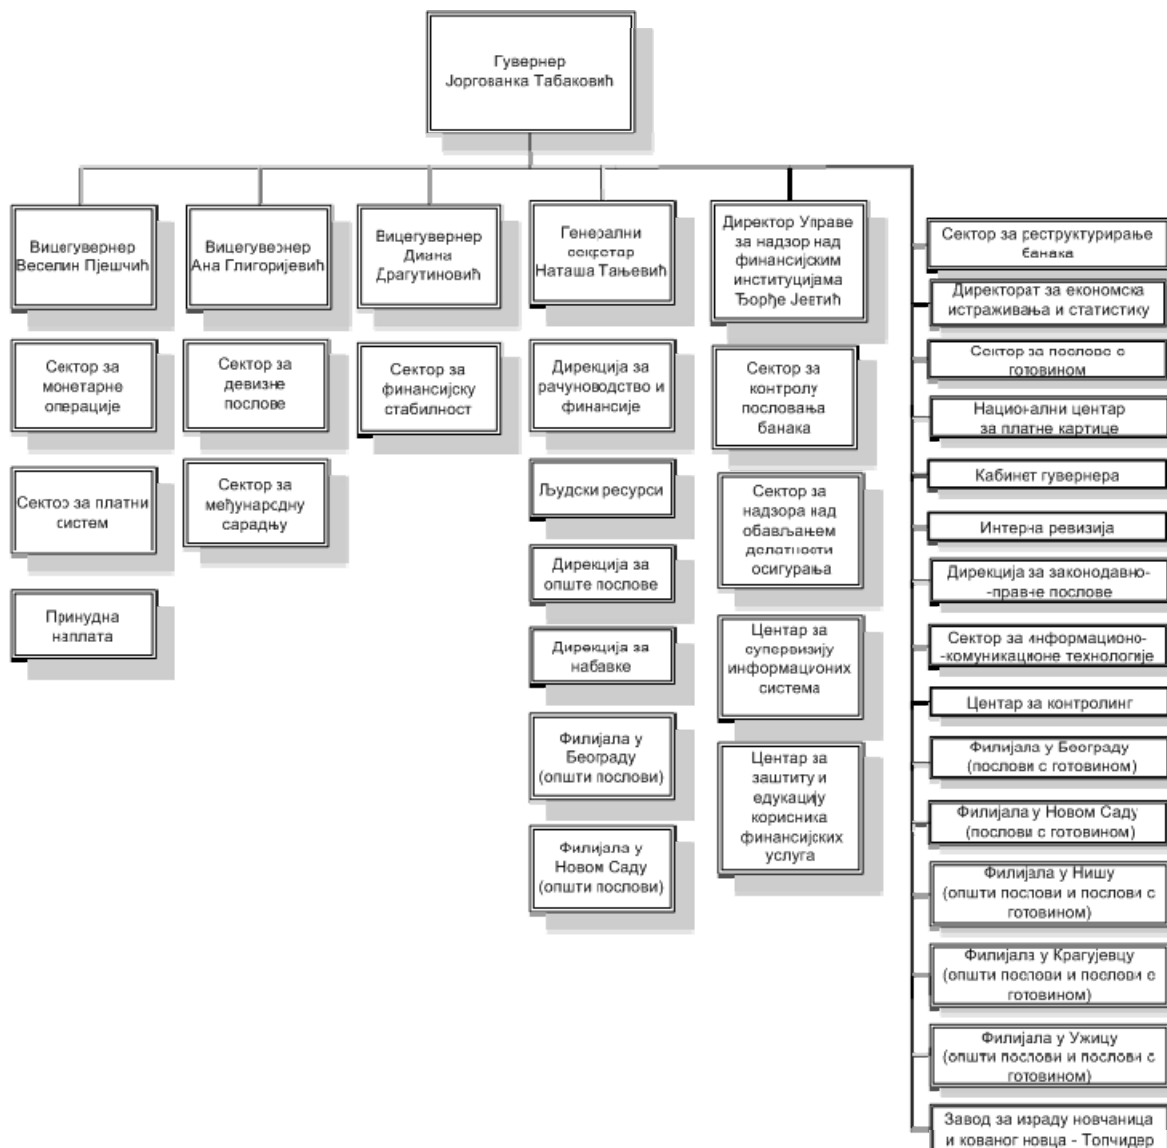 Гувернер
Јоргованка Табаковић
Вицегувернер
Веселин Пјешчић
Сектор за
монетарне
операције
Сектор за платни
систем
Принудна
наплата
Вицегувернер
Ана Глигоријевић
Сектор за
девизне
послове
Сектор за
међународну
сарадњу
Вицегувернер
Диана
Драгутиновић
Сектор за
финансијску
стабилност
Генерални
секретар
Наташа Тањевић
Дирекција за
рачуноводство и
финансије
Људски ресурси
Дирекција за
опште послове
Дирекција за
набавке
Филијала у
Београду
(општи послови)
Филијала у
Новом Саду
(општи послови)
Директор Управе
за надзор над
финансијским
институцијама
Ђорђе Јевтић
Сектор за
контролу
пословања
банака
Сектор за
надзора над
обављањем
делатности
осигурања
Центар за
супервизију
информационих
система
Центар за
заштиту и
едукацију
корисника
финансијских
услуга
Сектор за реструктурирање
банака
Директорат за економска
истраживања и статистику
Сектор за послове с
готовином
Национални центар
за платне картице
Кабинет гувернера
Интерна ревизија
Дирекција за законодавно-
-правне послове
Сектор за информационо-
-комуникационе технологије
Центар за контролинг
Филијала у Београду
(послови с готовином)
Филијала у Новом Саду
(послови с готовином)
Филијала у Нишу
(општи послови и послови с
готовином)
Филијала у Крагујевцу
(општи послови и послови с
готовином)
Филијала у Ужицу
(општи послови и послови с
готовином)
Завод за израду новчаница
и кованог новца - Топчидер